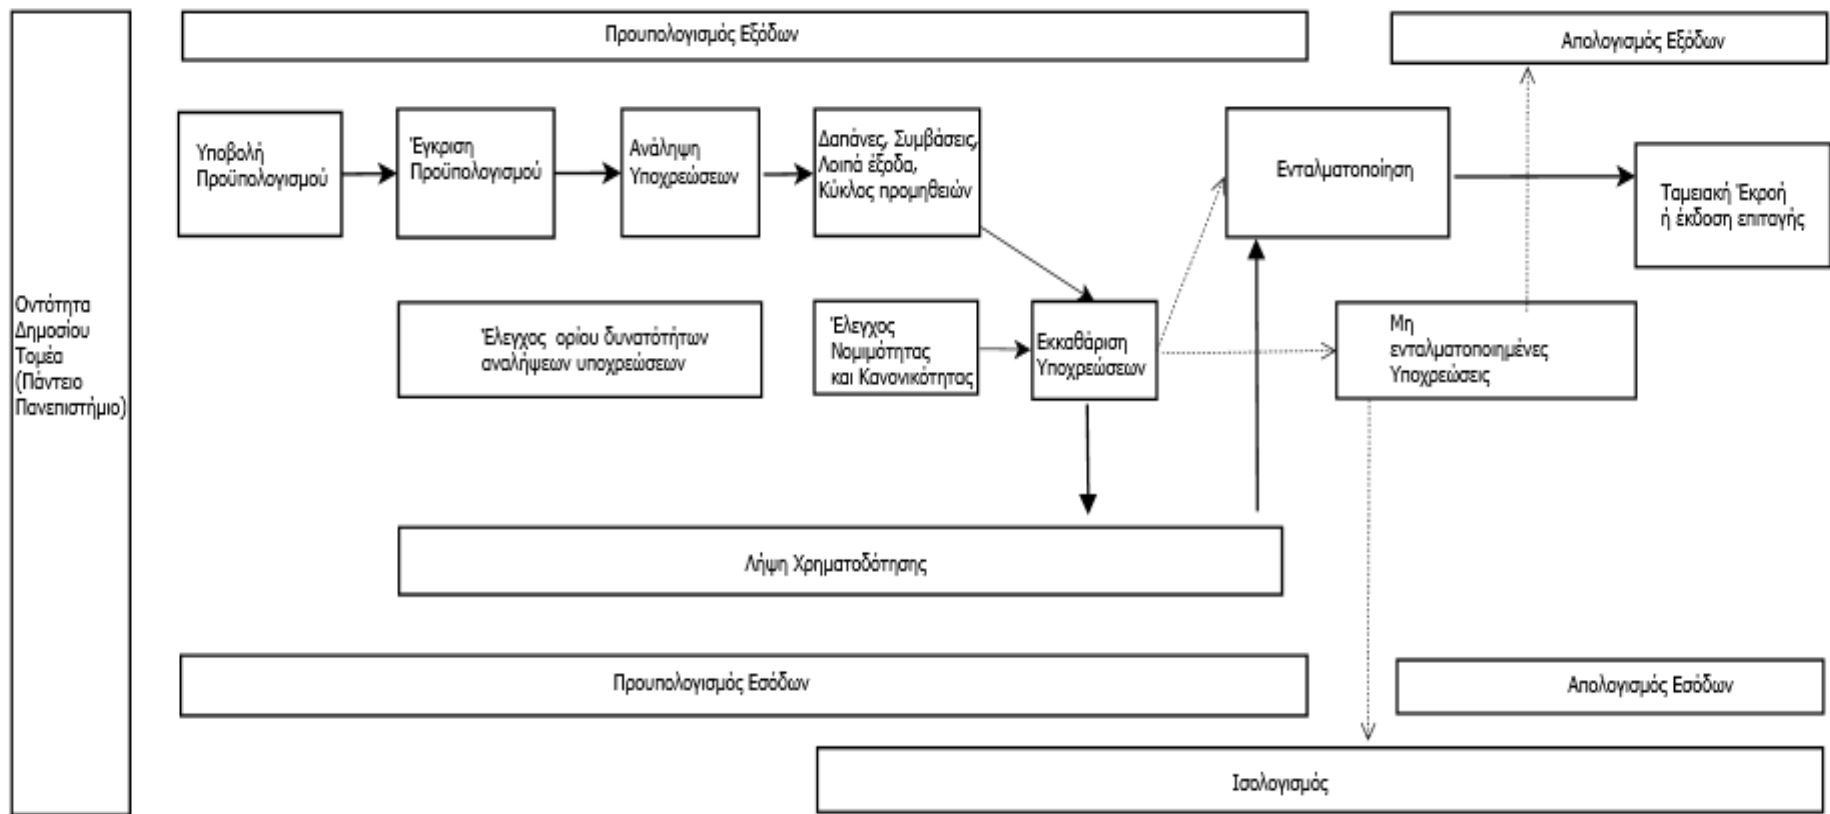 Προυπολογισμός Εξόδων
Απολογισμός Εξόδων
Υποβολή
Προϋπολογισμού
Έγκριση
Προϋπολογισμού
Ανάληψη
Υποχρεώσεων
Δαπάνες, Συμβάσεις,
Λοιπά έξοδα,
Κύκλος προμηθειών
Ενταλματοποίηση
Ταμειακή Έκροή
ή έκδοση επιταγής
Οντότητα
Δημοσίου
Τομέα
(Πάντειο
Πανεπιστήμιο)
Έλεγχος ορίου δυνατότήτων
αναλήψεων υποχρεώσεων
Έλεγχος
Νομιμότητας
και Κανονικότητας
Εκκαθάριση
Υποχρεώσεων
Μη
ενταλματοποιημένες
Υποχρεώσεις
Λήψη Χρηματοδότησης
Προυπολογισμός Εσόδων
Απολογισμός Εσόδων
Ισολογισμός